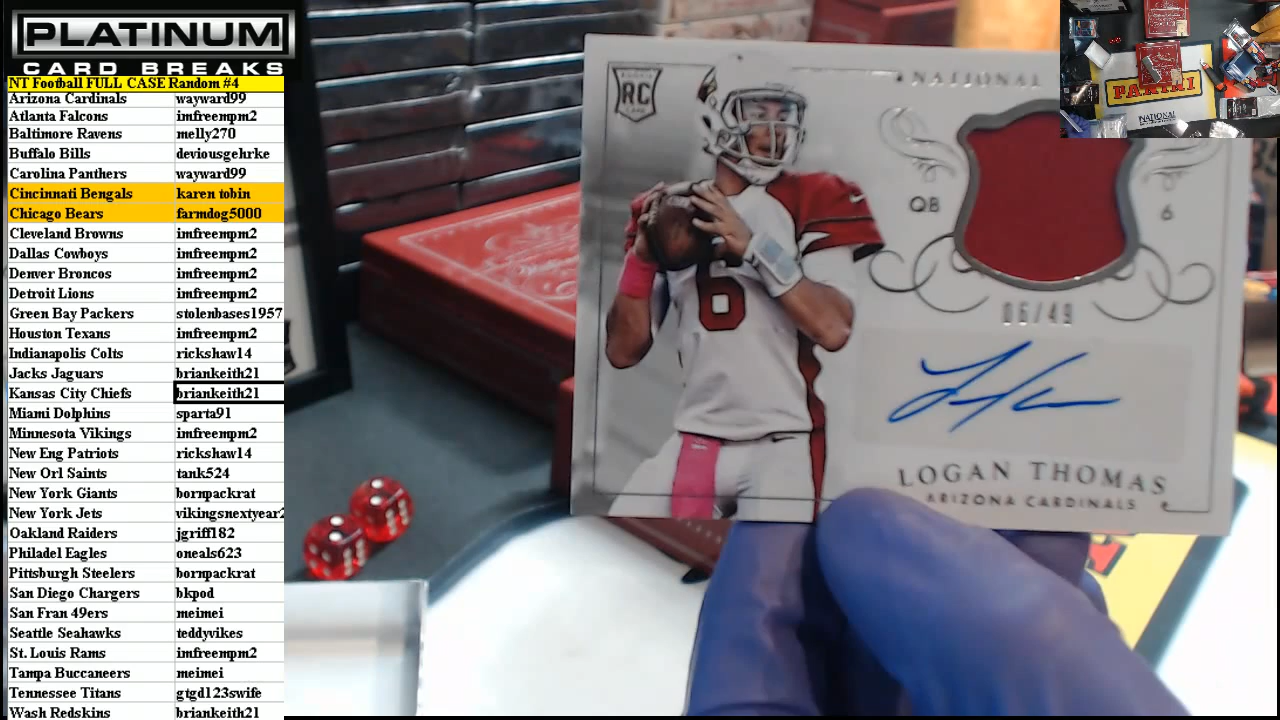 PLATINUM
CARD BREAKS
NT Football FULL CASE Random #4
Arizona Cardinals wayward99
Atlanta Falcons imfreempm2
Baltimore Ravens melly270
Buffalo Bills deviousgehrke
Carolina Panthers wayward99
Cincinnati Bengals karen tobin
Chicago Bears farmdog5000
Cleveland Browns imfreempm2
Dallas Cowboys imfreempm2
Denver Broncos imfreempm2
Detroit Lions imfreempm2
Green Bay Packers stolenbases1957
Houston Texans imfreempm2
Indianapolis Colts rickshaw14
Jacks Jaguars briankeith21
Kansas City Chiefs briankeith21
Miami Dolphins sparta91
Minnesota Vikings imfreempm2
New Eng Patriots rickshaw14
New Orl Saints tank524
New York Giants bornpackrat
New York Jets vikingsnextyear2
Oakland Raiders jgriff182
Philadel Eagles oneals623
Pittsburgh Steelers bornpackrat
San Diego Chargers bkpod
San Fran 49ers meimei
Seattle Seahawks teddyvikes
St. Louis Rams imfreempm2
Tampa Buccaneers meimei
Tennessee Titans gtgd123swife
Wash Redskins briankeith21
RC
NATIONAL
QB
6
6
06/49
LOGAN THOMAS
ARIZONA CARDINALS
PANINI
NATIONAL